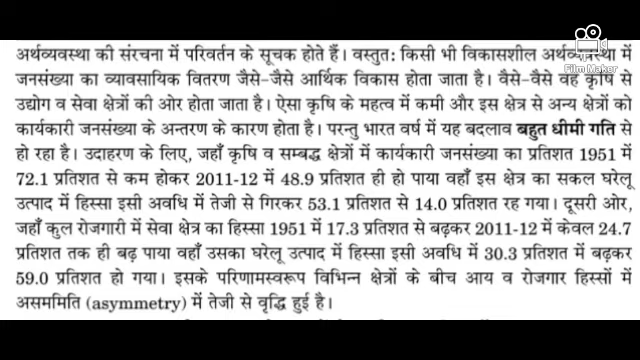 अर्थव्यवस्था की संरचना में परिवर्तन के सूचक होते हैं। वस्तुत: किसी भी विकासशील अर्थव्यवस्था में
जनसंख्या का व्यावसायिक वितरण जैसे-जैसे आर्थिक विकास होता जाता है। वैसे-वैसे वह कृषि से
उद्योग व सेवा क्षेत्रों की ओर होता जाता है। ऐसा कृषि के महत्व में कमी और इस क्षेत्र से अन्य क्षेत्रों को
कार्यकारी जनसंख्या के अन्तरण के कारण होता है। परन्तु भारत वर्ष में यह बदलाव बहुत धीमी गति से
हो रहा है। उदाहरण के लिए, जहाँ कृषि व सम्बद्ध क्षेत्रों में कार्यकारी जनसंख्या का प्रतिशत 1951 में
72.1 प्रतिशत से कम होकर 2011-12 में 48.9 प्रतिशत ही हो पाया वहाँ इस क्षेत्र का सकल घरेलू
उत्पाद में हिस्सा इसी अवधि में तेजी से गिरकर 53.1 प्रतिशत से 14.0 प्रतिशत रह गया। दूसरी ओर,
जहाँ कुल रोजगारी में सेवा क्षेत्र का हिस्सा 1951 में 17.3 प्रतिशत से बढ़कर 2011-12 में केवल 24.7
प्रतिशत तक ही बढ़ पाया वहाँ उसका घरेलू उत्पाद में हिस्सा इसी अवधि में 30.3 प्रतिशत में बढ़कर
59.0 प्रतिशत हो गया। इसके परिणामस्वरूप विभिन्न क्षेत्रों के बीच आय व रोजगार हिस्सों में
असममिति (asymmetry) में तेजी से वृद्धि हुई है।
Film Maker